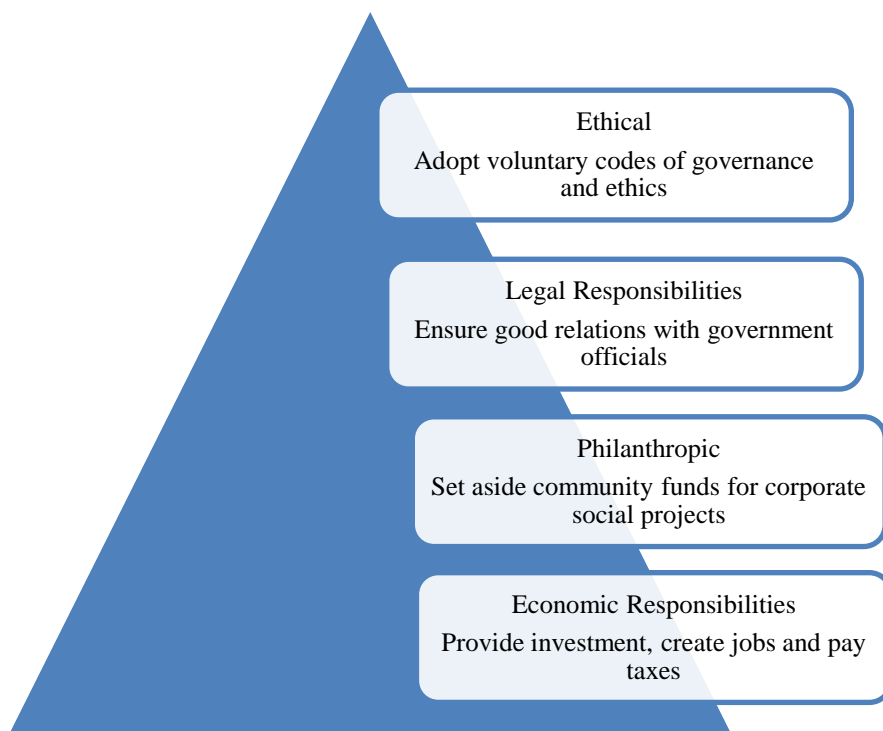 Ethical
Adopt voluntary codes of governance
and ethics
Legal Responsibilities
Ensure good relations with government
officials
Philanthropic
Set aside community funds for corporate
social projects
Economic Responsibilities
Provide investment, create jobs and pay
taxes